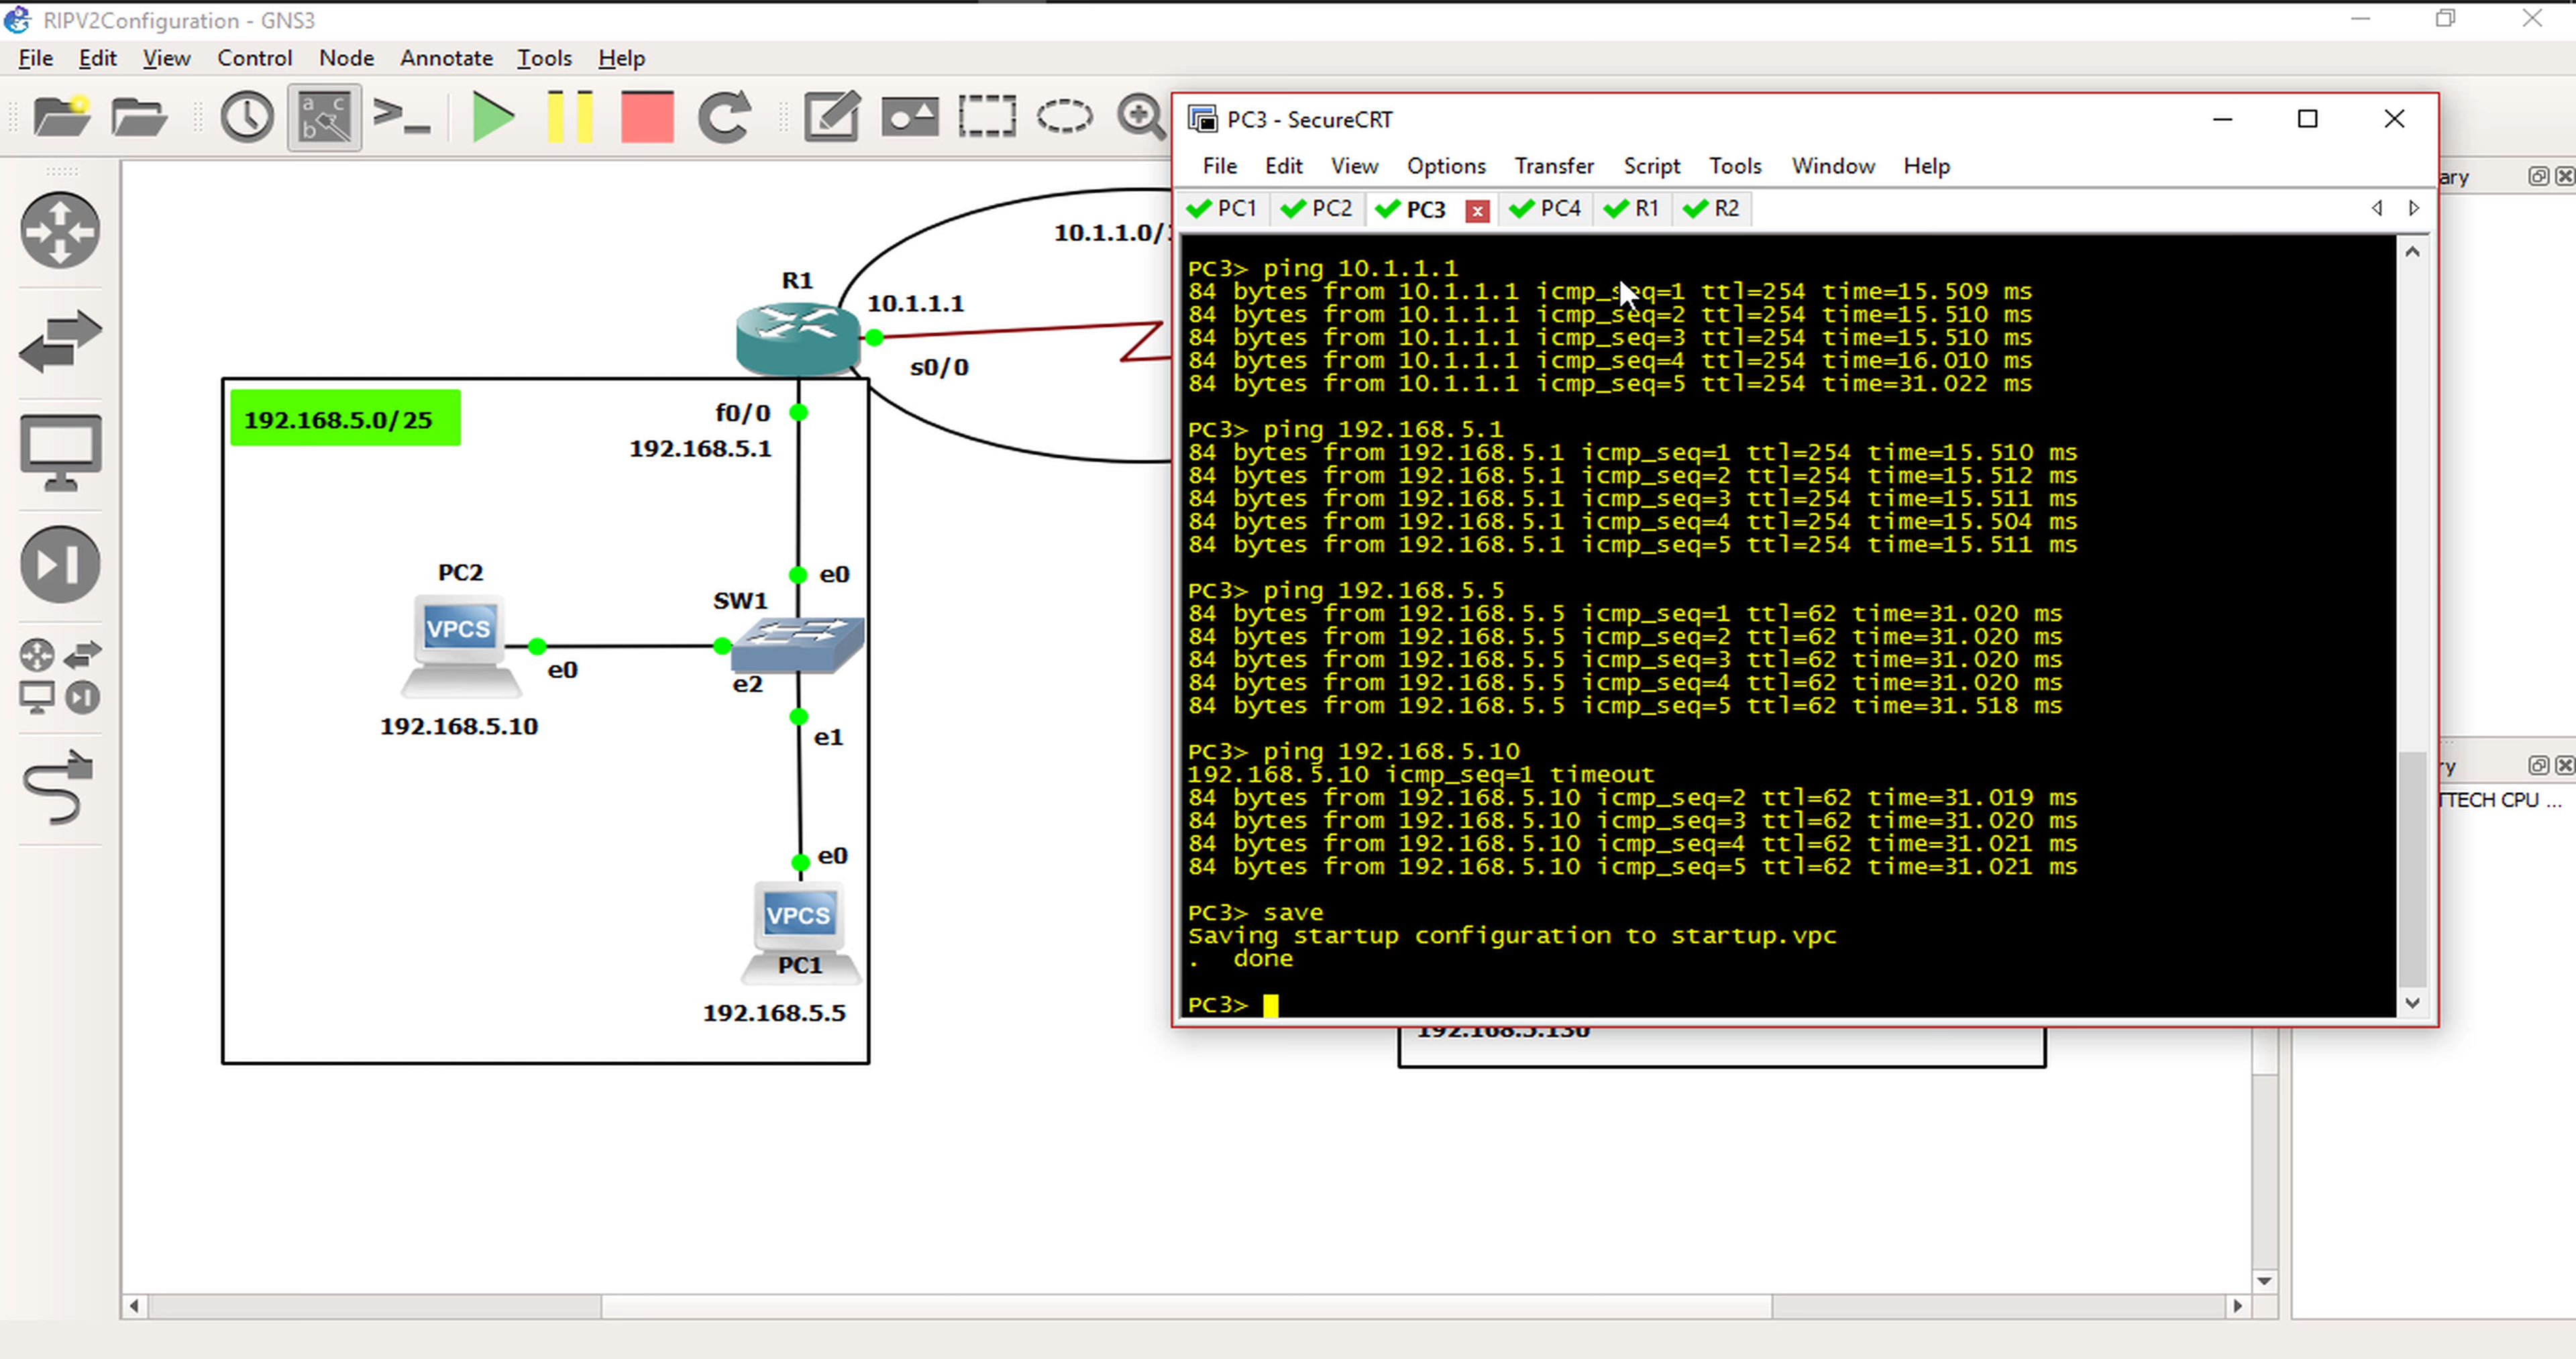 RIPV2Configuration - GNS3
File Edit View Control Node Annotate Tools Help
a c
b
R1
10.1.1.0/
10.1.1.1
s0/0
192.168.5.0/25
f0/0
192.168.5.1
PC2
VPCS
e0
192.168.5.10
SW1
e0
e2
e1
e0
VPCS
PC1
192.168.5.5
PC3 - SecureCRT
File Edit View Options Transfer Script Tools Window Help
PC1 PC2 PC3 x PC4 R1 R2
PC3> ping 10.1.1.1
84 bytes from 10.1.1.1 icmp_seq=1 ttl=254 time=15.509 ms
84 bytes from 10.1.1.1 icmp_seq=2 ttl=254 time=15.510 ms
84 bytes from 10.1.1.1 icmp_seq=3 ttl=254 time=15.510 ms
84 bytes from 10.1.1.1 icmp_seq=4 ttl=254 time=16.010 ms
84 bytes from 10.1.1.1 icmp_seq=5 ttl=254 time=31.022 ms
PC3> ping 192.168.5.1
84 bytes from 192.168.5.1 icmp_seq=1 ttl=254 time=15.510 ms
84 bytes from 192.168.5.1 icmp_seq=2 ttl=254 time=15.512 ms
84 bytes from 192.168.5.1 icmp_seq=3 ttl=254 time=15.511 ms
84 bytes from 192.168.5.1 icmp_seq=4 ttl=254 time=15.504 ms
84 bytes from 192.168.5.1 icmp_seq=5 ttl=254 time=15.511 ms
PC3> ping 192.168.5.5
84 bytes from 192.168.5.5 icmp_seq=1 ttl=62 time=31.020 ms
84 bytes from 192.168.5.5 icmp_seq=2 ttl=62 time=31.020 ms
84 bytes from 192.168.5.5 icmp_seq=3 ttl=62 time=31.020 ms
84 bytes from 192.168.5.5 icmp_seq=4 ttl=62 time=31.020 ms
84 bytes from 192.168.5.5 icmp_seq=5 ttl=62 time=31.518 ms
PC3> ping 192.168.5.10
192.168.5.10 icmp_seq=1 timeout
84 bytes from 192.168.5.10 icmp_seq=2 ttl=62 time=31.019 ms
84 bytes from 192.168.5.10 icmp_seq=3 ttl=62 time=31.020 ms
84 bytes from 192.168.5.10 icmp_seq=4 ttl=62 time=31.021 ms
84 bytes from 192.168.5.10 icmp_seq=5 ttl=62 time=31.021 ms
PC3> save
Saving startup configuration to startup.vpc
.  done
PC3>
192.168.5.130
ary
ry
TTECH CPU ...